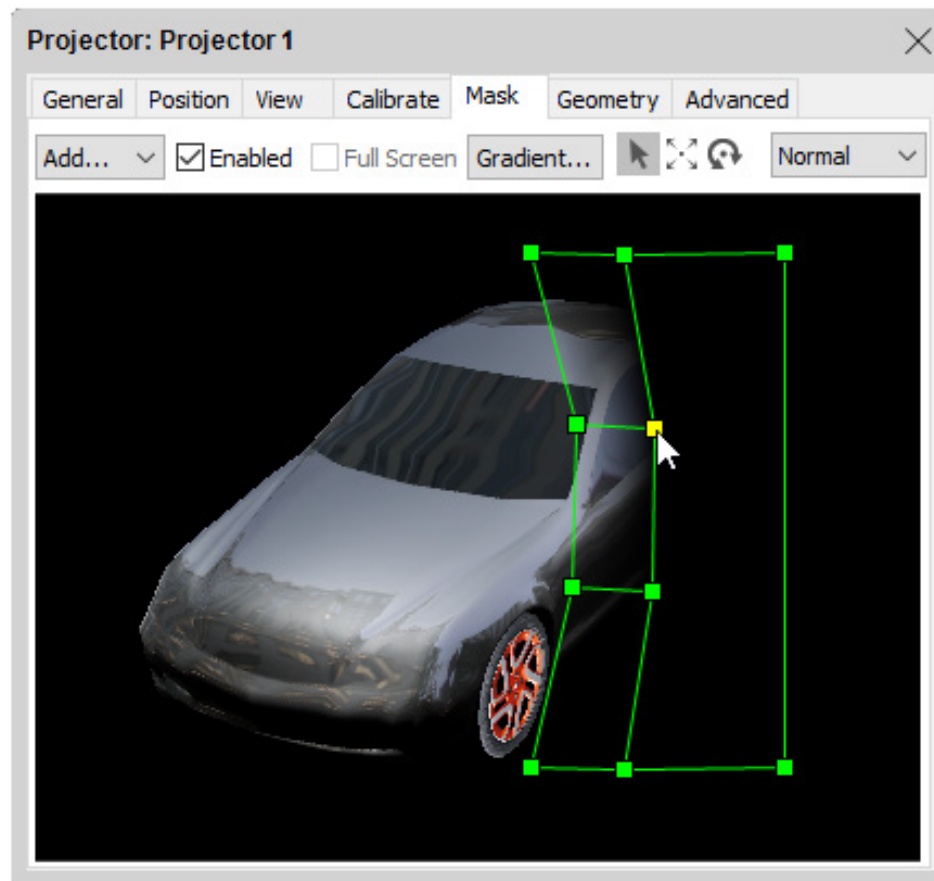 Projector: Projector 1
General Position View Calibrate Mask Geometry Advanced
Add... Enabled Full Screen Gradient... Normal